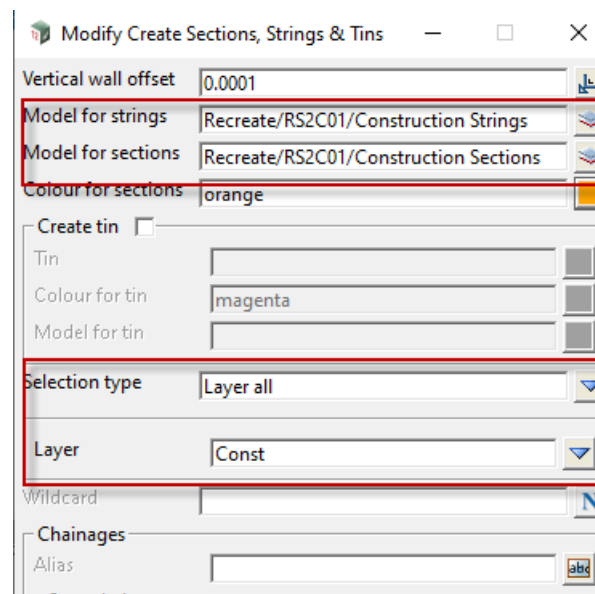 Modify Create Sections, Strings & Tins
Vertical wall offset 0.0001
Model for strings Recreate/RS2C01/Construction Strings
Model for sections Recreate/RS2C01/Construction Sections
Colour for sections orange
Create tin
Tin
Colour for tin magenta
Model for tin
Selection type Layer all
Layer Const
Wildcard N
Chainages
Alias abc